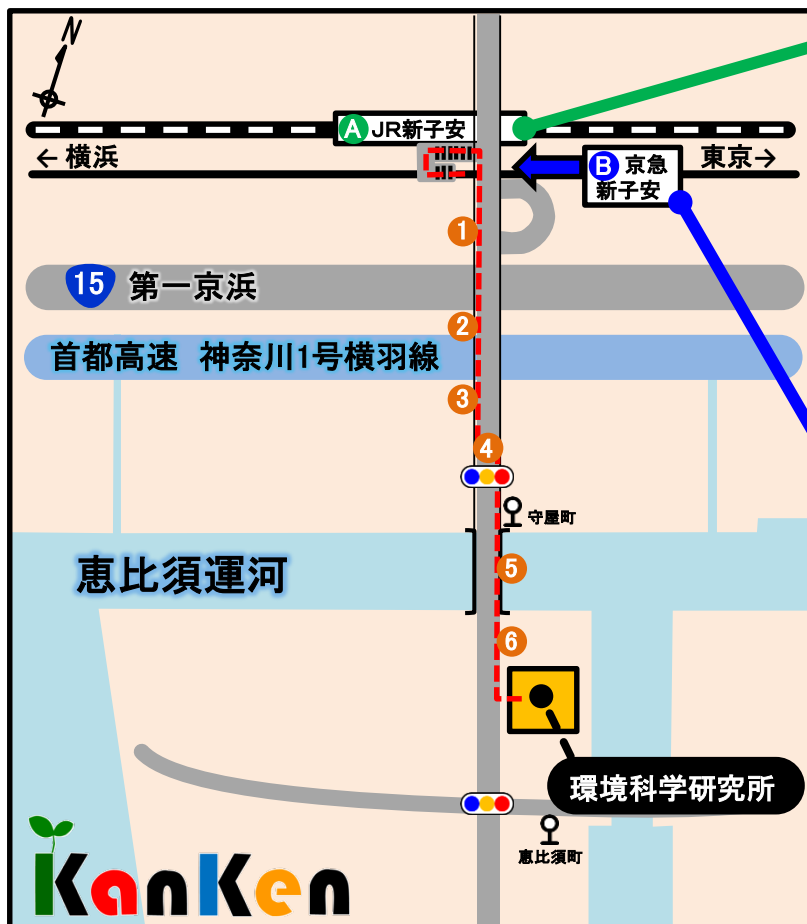 N
A JR新子安
← 横浜
B 京急
新子安
東京→
1
15 第一京浜
2
首都高速 神奈川1号横羽線
3
4
守屋町
恵比須運河
5
6
環境科学研究所
恵比須町
KanKen